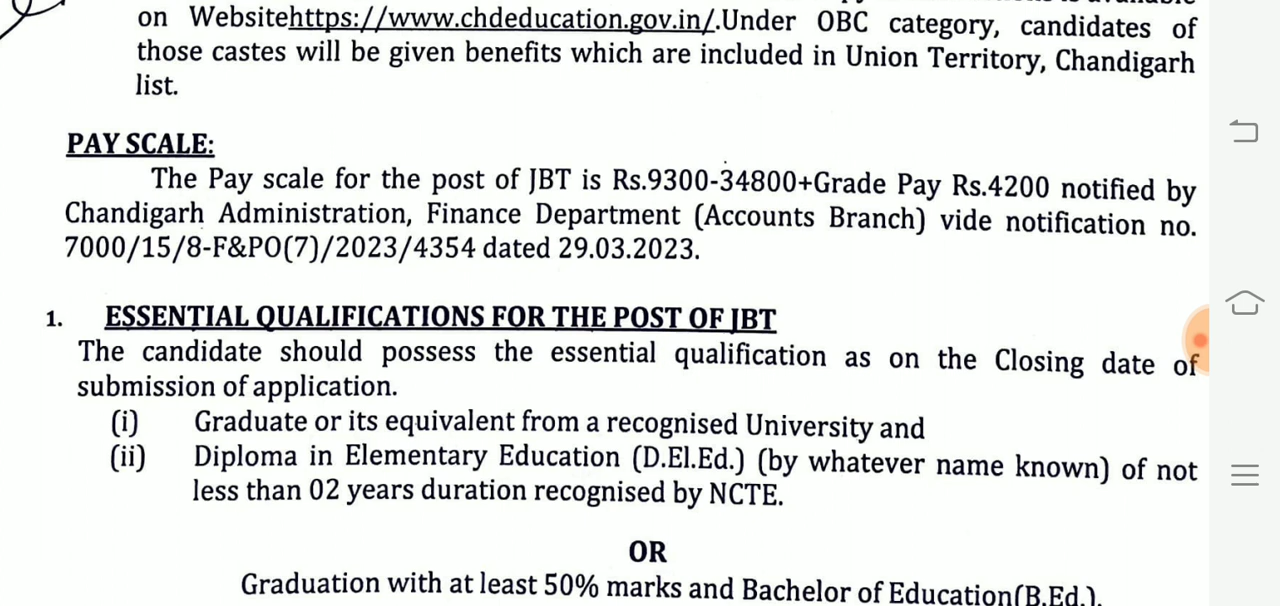 on Websitehttps://www.chdeducation.gov.in/.Under OBC category, candidates of
those castes will be given benefits which are included in Union Territory, Chandigarh
list.
PAY SCALE:
The Pay scale for the post of JBT is Rs.9300-34800+Grade Pay Rs.4200 notified by
Chandigarh Administration, Finance Department (Accounts Branch) vide notification no.
7000/15/8-F&PO(7)/2023/4354 dated 29.03.2023.
1. ESSENTIAL QUALIFICATIONS FOR THE POST OF JBT
The candidate should possess the essential qualification as on the Closing date of
submission of application.
(i) Graduate or its equivalent from a recognised University and
(ii) Diploma in Elementary Education (D.El.Ed.) (by whatever name known) of not
less than 02 years duration recognised by NCTE.
OR
Graduation with at least 50% marks and Bachelor of Education(B.Ed.).